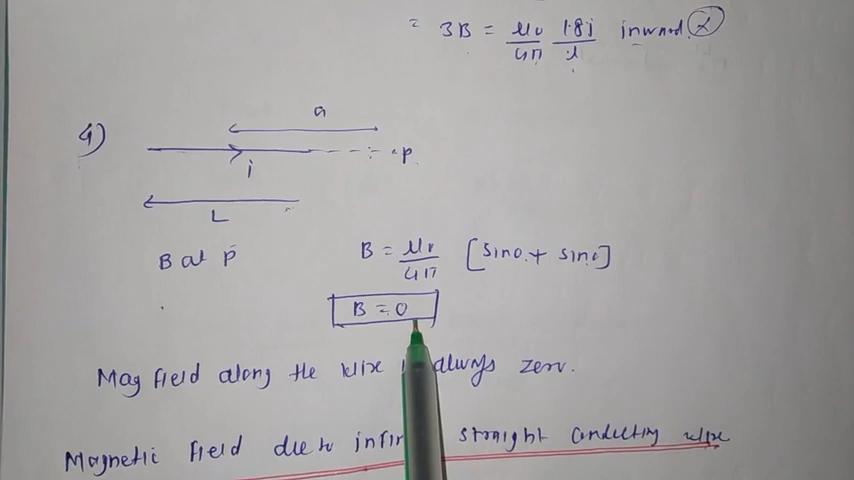 = 3B = μ0/4π 1.8i/l inward.
4)
a
.p
i
L
B at p B = μ0/4π [sin0 + sin0]
B = 0
Mag field along the wire always zero.
Magnetic field due to straight conducting wire